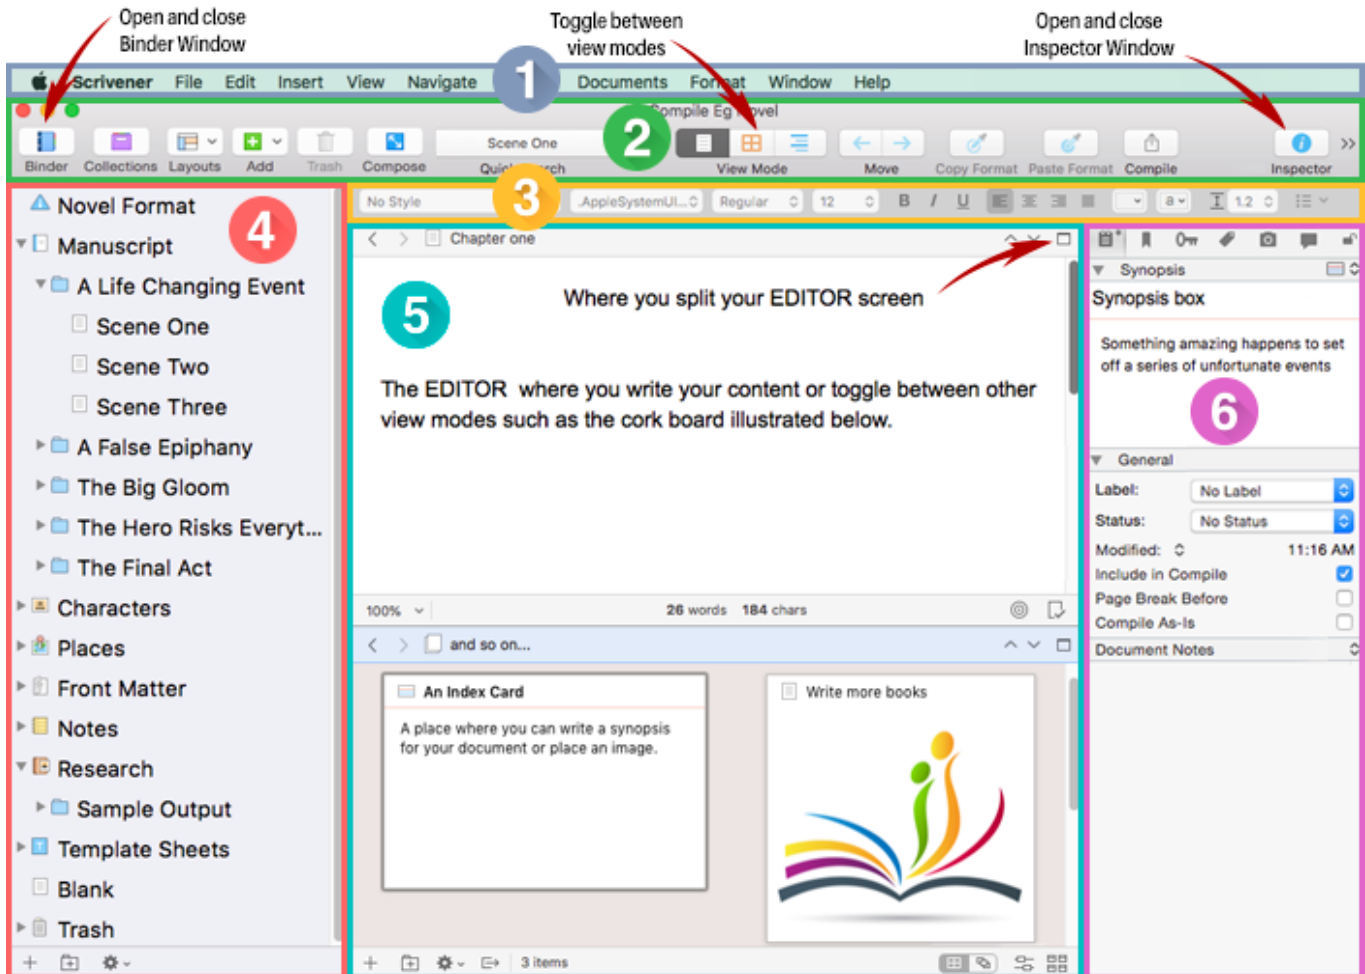 Open and close
Binder Window
Toggle between
view modes
Open and close
Inspector Window
Scrivener File Edit Insert View Navigate 1 Documents Format Window Help
2
Compile Eg Novel
Scene One
Binder Collections Layouts Add Trash Compose Quick Search View Mode Move Copy Format Paste Format Compile Inspector
3
No Style .AppleSystemUI... Regular 12 B I U a 1.2
4
Novel Format
Manuscript
A Life Changing Event
Scene One
Scene Two
Scene Three
A False Epiphany
The Big Gloom
The Hero Risks Everyt...
The Final Act
Characters
Places
Front Matter
Notes
Research
Sample Output
Template Sheets
Blank
Trash
Chapter one
5
Where you split your EDITOR screen
The EDITOR where you write your content or toggle between other
view modes such as the cork board illustrated below.
100% 26 words 184 chars
and so on...
An Index Card
A place where you can write a synopsis
for your document or place an image.
Write more books
3 items
Synopsis
Synopsis box
Something amazing happens to set
off a series of unfortunate events
6
General
Label: No Label
Status: No Status
Modified: 11:16 AM
Include in Compile
Page Break Before
Compile As-Is
Document Notes